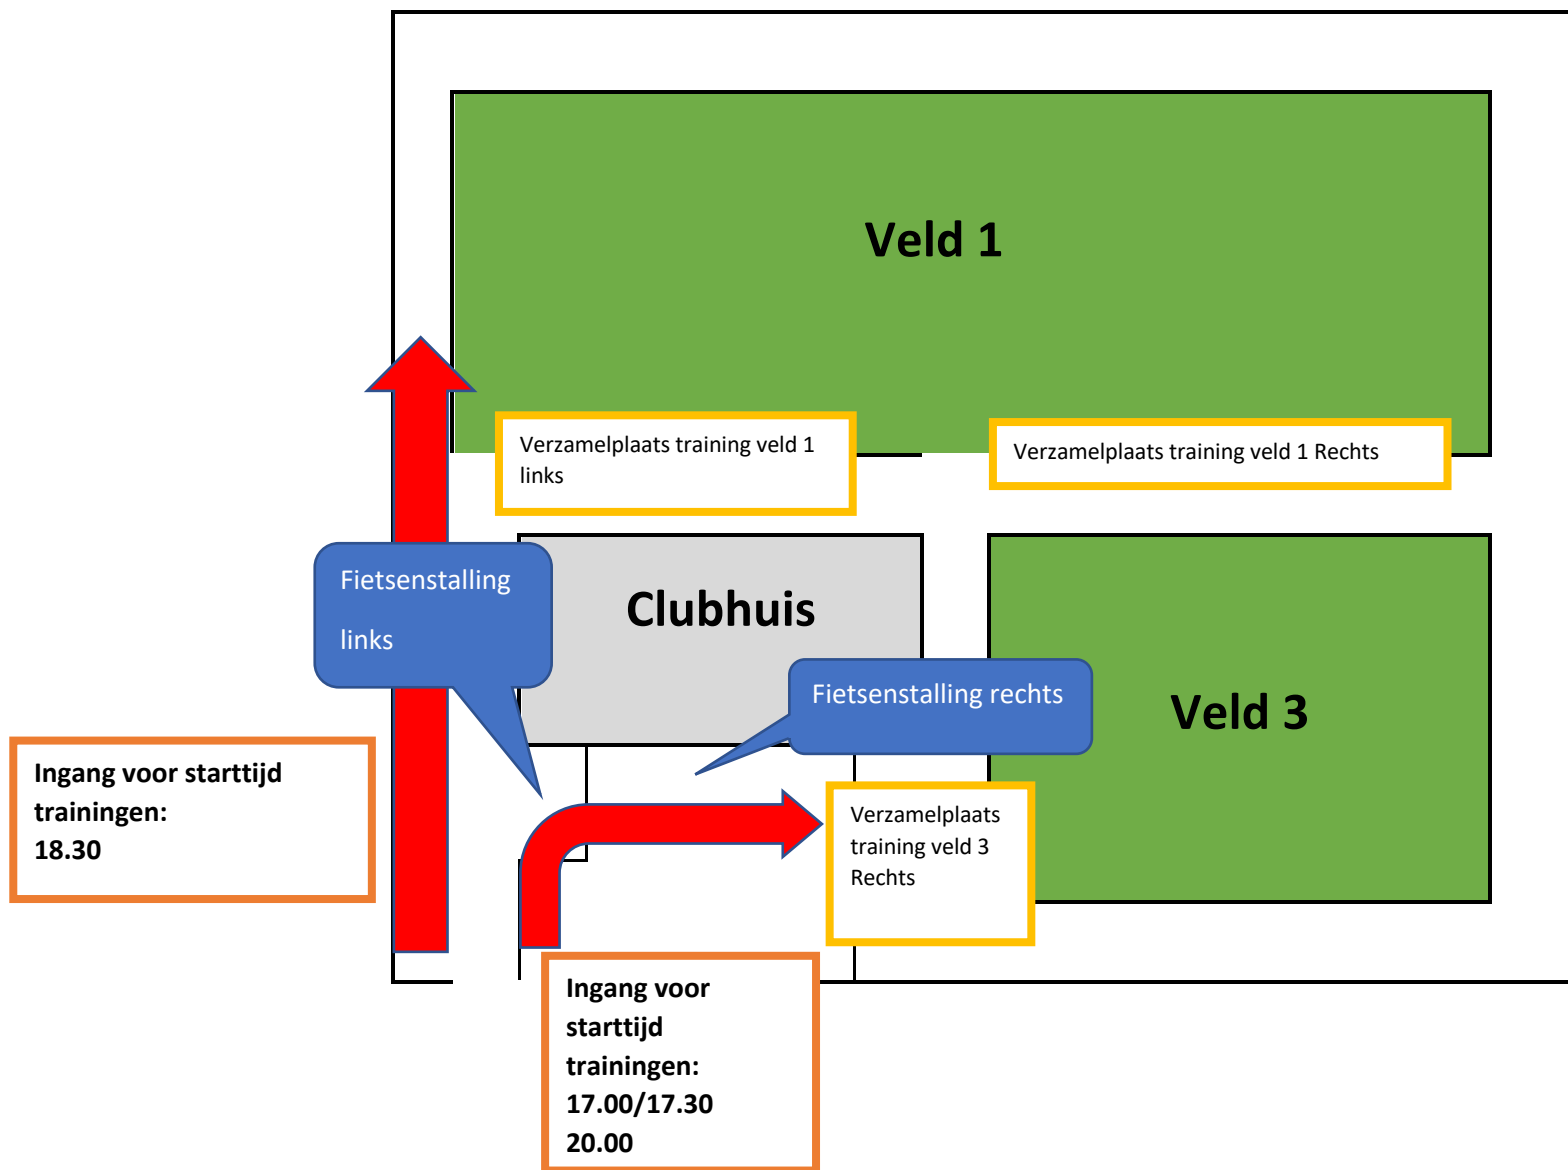 Veld 1
Verzamelplaats training veld 1
links
Verzamelplaats training veld 1 Rechts
Fietsenstalling
links
Clubhuis
Fietsenstalling rechts
Veld 3
Ingang voor starttijd
trainingen:
18.30
Verzamelplaats
training veld 3
Rechts
Ingang voor
starttijd
trainingen:
17.00/17.30
20.00